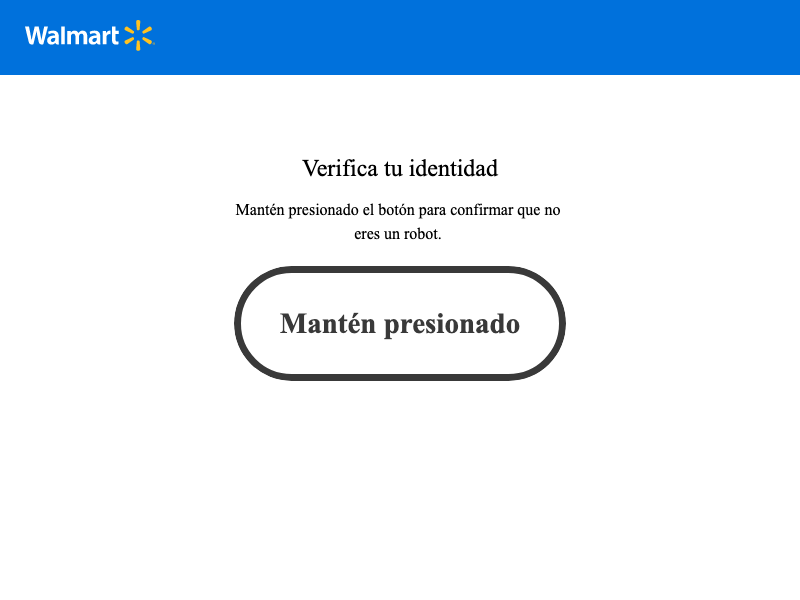 Walmart
Verifica tu identidad
Mantén presionado el botón para confirmar que no
eres un robot.
Mantén presionado